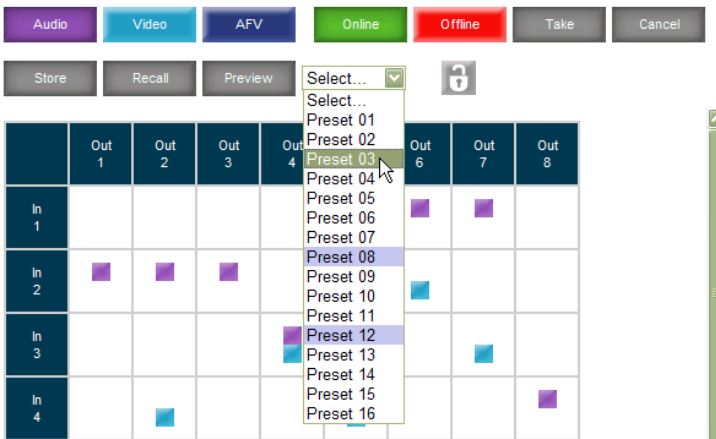 Audio Video AFV Online Offline Take Cancel
Store Recall Preview Select...
Select...
Preset 01
Preset 02
Preset 03
Preset 04
Preset 05
Preset 06
Preset 07
Preset 08
Preset 09
Preset 10
Preset 11
Preset 12
Preset 13
Preset 14
Preset 15
Preset 16
Out Out Out Out Out Out Out
1 2 3 4 6 7 8
In
1
In
2
In
3
In
4